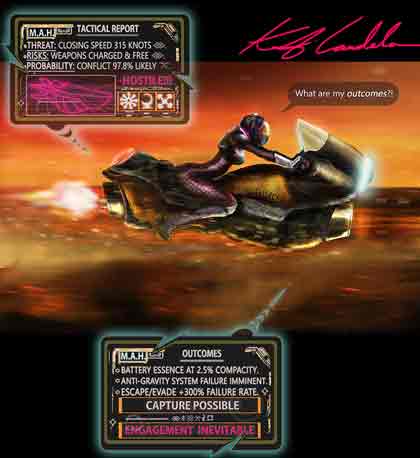 M.A.H. TACTICAL REPORT
THREAT: CLOSING SPEED 315 KNOTS
RISKS: WEAPONS CHARGED & FREE
PROBABILITY: CONFLICT 97.8% LIKELY
HOSTILE
What are my outcomes?!
M.A.H. OUTCOMES
BATTERY ESSENCE AT 2.5% COMPACITY.
ANTI-GRAVITY SYSTEM FAILURE IMMINENT.
ESCAPE/EVADE +300% FAILURE RATE.
CAPTURE POSSIBLE
ENGAGEMENT INEVITABLE